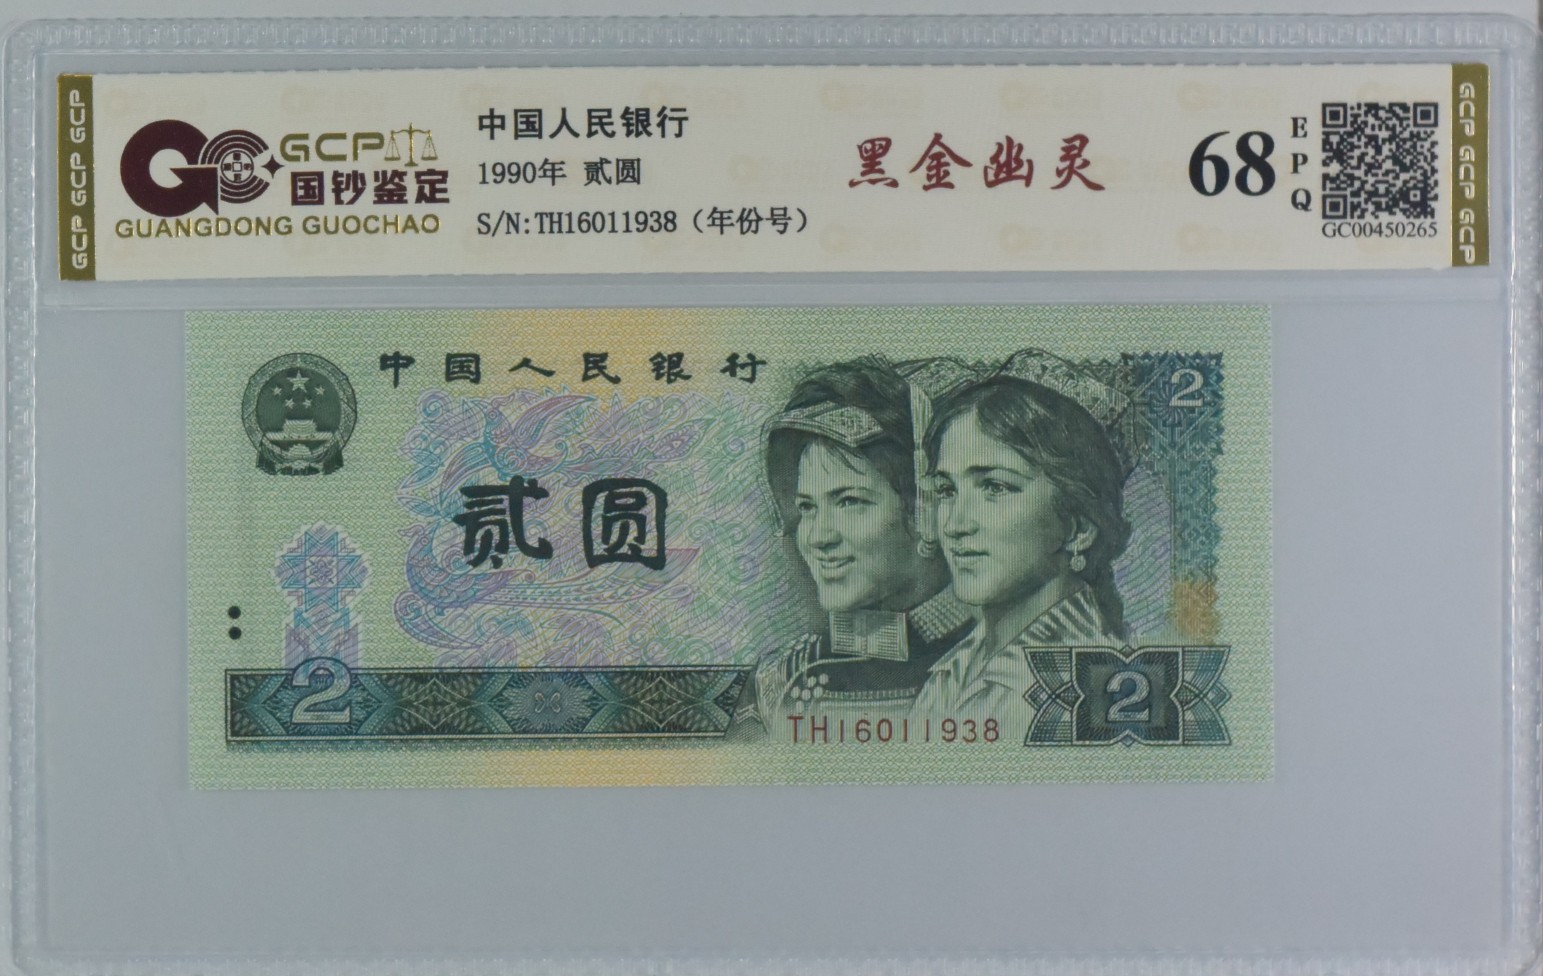 GCP GCP GCP
GCP
国钞鉴定
GUANGDONG GUOCHAO
中国人民银行
1990年 贰圆
S/N:TH16011938（年份号）
黑金幽灵
68
EPQ
GC00450265
GCP GCP GCP
中国人民银行
2
贰圆
2
TH16011938
2